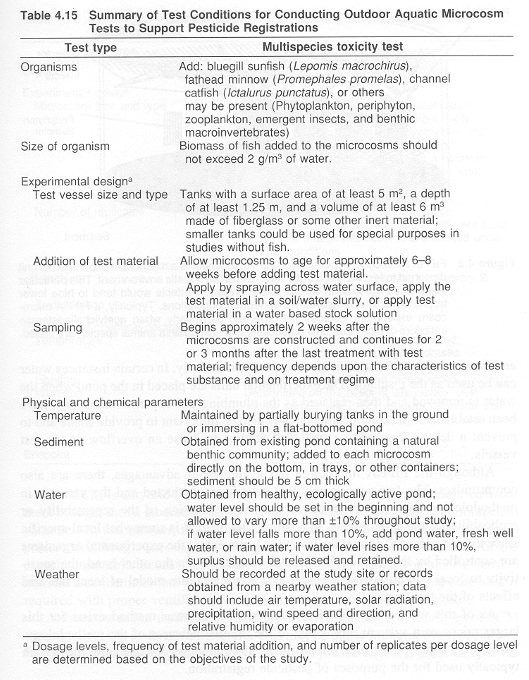 Table 4.15 Summary of Test Conditions for Conducting Outdoor Aquatic Microcosm
Tests to Support Pesticide Registrations
Test type Multispecies toxicity test
Organisms Add: bluegill sunfish (Lepomis macrochirus),
fathead minnow (Promephales promelas), channel
catfish (Ictalurus punctatus), or others
may be present (Phytoplankton, periphyton,
zooplankton, emergent insects, and benthic
macroinvertebrates)
Size of organism Biomass of fish added to the microcosms should
not exceed 2 g/m³ of water.
Experimental designᵃ
Test vessel size and type Tanks with a surface area of at least 5 m², a depth
of at least 1.25 m, and a volume of at least 6 m³
made of fiberglass or some other inert material;
smaller tanks could be used for special purposes in
studies without fish.
Addition of test material Allow microcosms to age for approximately 6–8
weeks before adding test material.
Apply by spraying across water surface, apply the
test material in a soil/water slurry, or apply test
material in a water based stock solution
Sampling Begins approximately 2 weeks after the
microcosms are constructed and continues for 2
or 3 months after the last treatment with test
material; frequency depends upon the characteristics of test
substance and on treatment regime
Physical and chemical parameters
Temperature Maintained by partially burying tanks in the ground
or immersing in a flat-bottomed pond
Sediment Obtained from existing pond containing a natural
benthic community; added to each microcosm
directly on the bottom, in trays, or other containers;
sediment should be 5 cm thick
Water Obtained from healthy, ecologically active pond;
water level should be set in the beginning and not
allowed to vary more than ±10% throughout study;
if water level falls more than 10%, add pond water, fresh well
water, or rain water; if water level rises more than 10%,
surplus should be released and retained.
Weather Should be recorded at the study site or records
obtained from a nearby weather station; data
should include air temperature, solar radiation,
precipitation, wind speed and direction, and
relative humidity or evaporation
ᵃ Dosage levels, frequency of test material addition, and number of replicates per dosage level
are determined based on the objectives of the study.